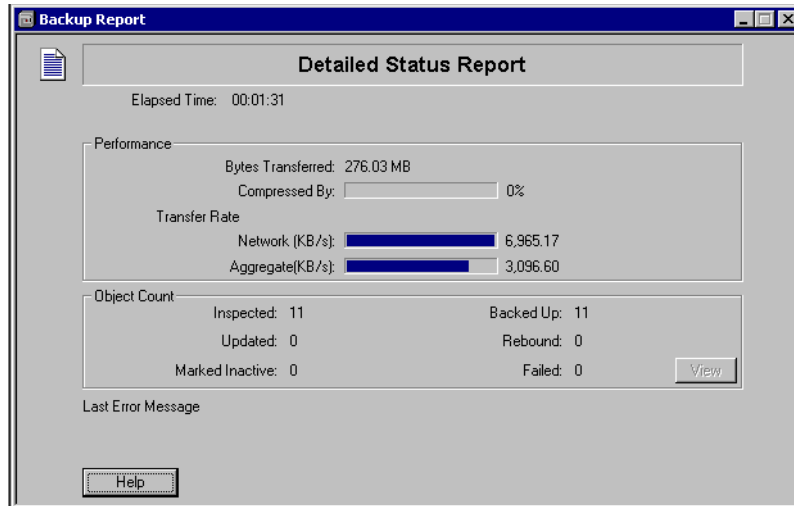 Backup Report
Detailed Status Report
Elapsed Time: 00:01:31
Performance
Bytes Transferred: 276.03 MB
Compressed By: 0%
Transfer Rate
Network (KB/s): 6,965.17
Aggregate(KB/s): 3,096.60
Object Count
Inspected: 11 Backed Up: 11
Updated: 0 Rebound: 0
Marked Inactive: 0 Failed: 0 View
Last Error Message
Help